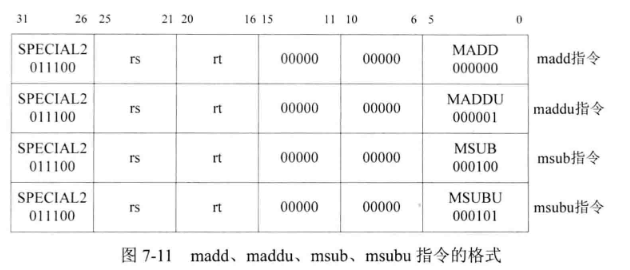 31 26 25 21 20 16 15 11 10 6 5 0
SPECIAL2 rs rt 00000 00000 MADD madd指令
011100 000000
SPECIAL2 rs rt 00000 00000 MADDU maddu指令
011100 000001
SPECIAL2 rs rt 00000 00000 MSUB msub指令
011100 000100
SPECIAL2 rs rt 00000 00000 MSUBU msubu指令
011100 000101
图 7-11 madd、maddu、msub、msubu 指令的格式